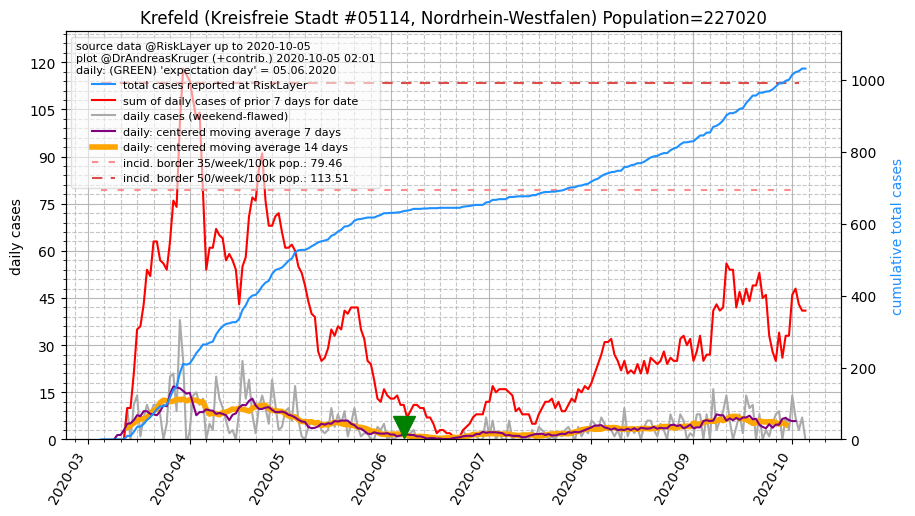 Krefeld (Kreisfreie Stadt #05114, Nordrhein-Westfalen) Population=227020
source data @RiskLayer up to 2020-10-05
plot @DrAndreasKruger (+contrib.) 2020-10-05 02:01
daily: (GREEN) 'expectation day' = 05.06.2020
total cases reported at RiskLayer
sum of daily cases of prior 7 days for date
daily cases (weekend-flawed)
daily: centered moving average 7 days
daily: centered moving average 14 days
incid. border 35/week/100k pop.: 79.46
incid. border 50/week/100k pop.: 113.51
daily cases
120
105
90
75
60
45
30
15
0
cumulative total cases
1000
800
600
400
200
0
2020-03
2020-04
2020-05
2020-06
2020-07
2020-08
2020-09
2020-10